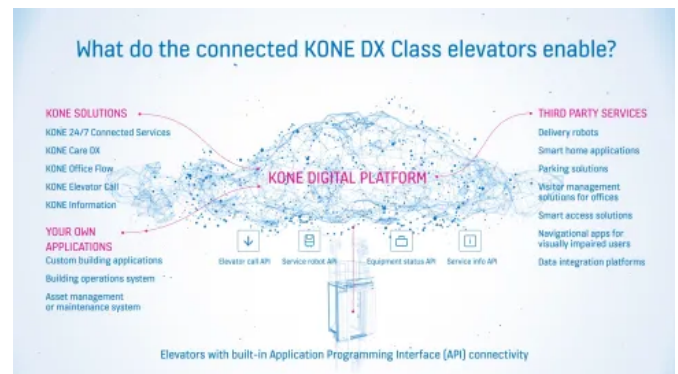 What do the connected KONE DX Class elevators enable?
KONE SOLUTIONS
KONE 24/7 Connected Services
KONE Care DX
KONE Office Flow
KONE Elevator Call
KONE Information
YOUR OWN
APPLICATIONS
Custom building applications
Building operations system
Asset management
or maintenance system
KONE DIGITAL PLATFORM
Elevator call API
Service robot API
Equipment status API
Service info API
THIRD PARTY SERVICES
Delivery robots
Smart home applications
Parking solutions
Visitor management
solutions for offices
Smart access solutions
Navigational apps for
visually impaired users
Data integration platforms
Elevators with built-in Application Programming Interface (API) connectivity